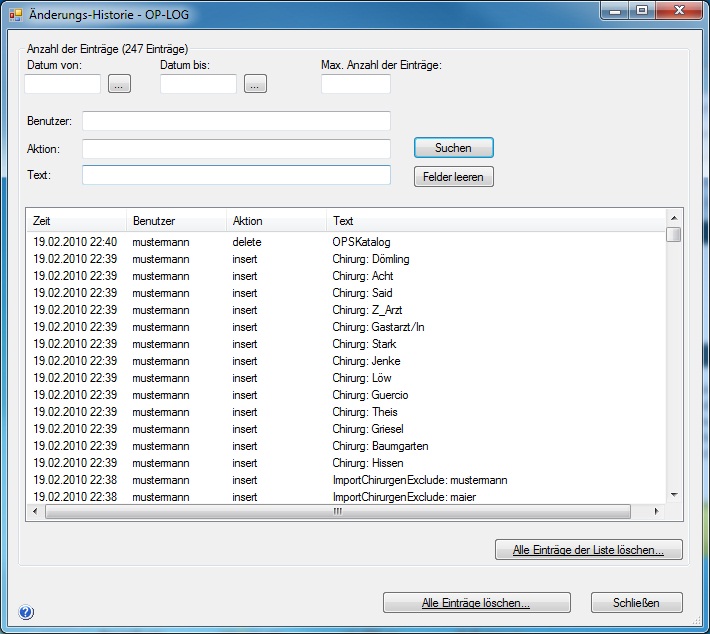 Änderungs-Historie - OP-LOG
Anzahl der Einträge (247 Einträge)
Datum von: Datum bis: Max. Anzahl der Einträge:
... ...
Benutzer:
Aktion: Suchen
Text: Felder leeren
Zeit Benutzer Aktion Text
19.02.2010 22:40 mustermann delete OPSKatalog
19.02.2010 22:39 mustermann insert Chirurg: Dömling
19.02.2010 22:39 mustermann insert Chirurg: Acht
19.02.2010 22:39 mustermann insert Chirurg: Said
19.02.2010 22:39 mustermann insert Chirurg: Z_Arzt
19.02.2010 22:39 mustermann insert Chirurg: Gastarzt/In
19.02.2010 22:39 mustermann insert Chirurg: Stark
19.02.2010 22:39 mustermann insert Chirurg: Jenke
19.02.2010 22:39 mustermann insert Chirurg: Löw
19.02.2010 22:39 mustermann insert Chirurg: Guercio
19.02.2010 22:39 mustermann insert Chirurg: Theis
19.02.2010 22:39 mustermann insert Chirurg: Griesel
19.02.2010 22:39 mustermann insert Chirurg: Baumgarten
19.02.2010 22:39 mustermann insert Chirurg: Hissen
19.02.2010 22:38 mustermann insert ImportChirurgenExclude: mustermann
19.02.2010 22:38 mustermann insert ImportChirurgenExclude: maier
Alle Einträge der Liste löschen...
Alle Einträge löschen... Schließen